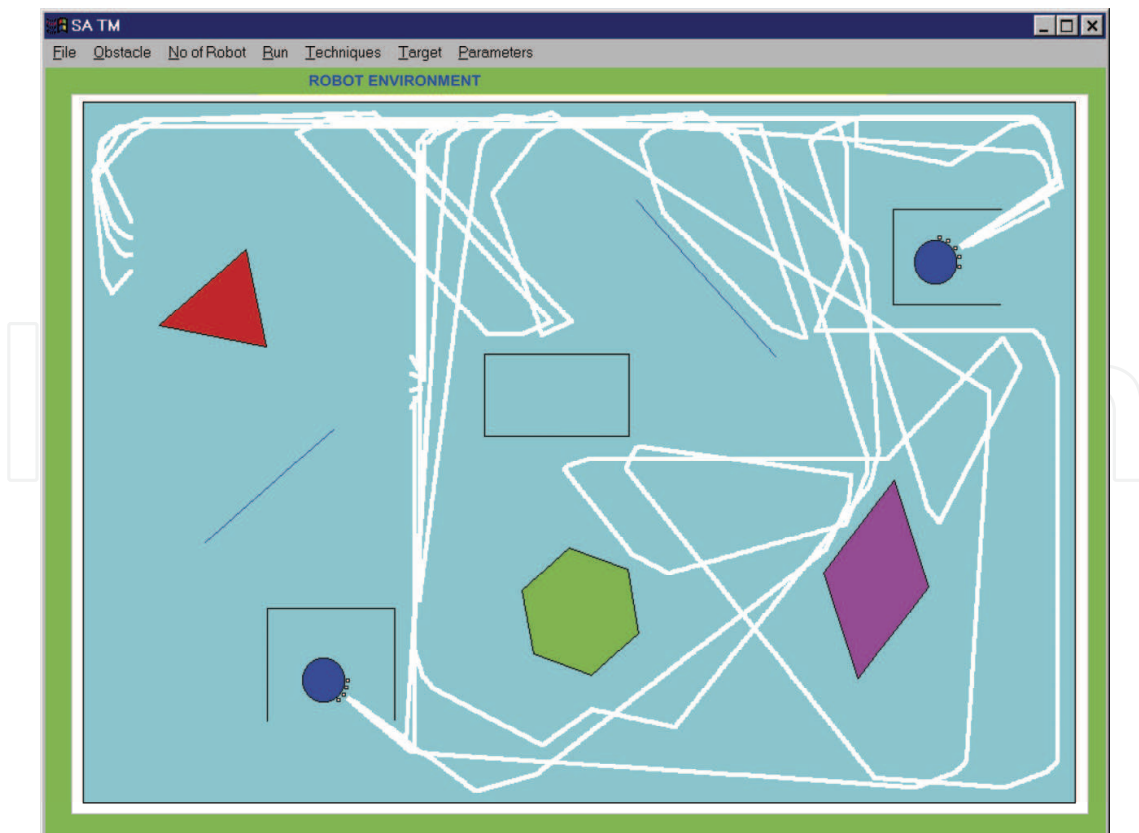 SA TM
File Obstacle No of Robot Run Techniques Target Parameters
ROBOT ENVIRONMENT